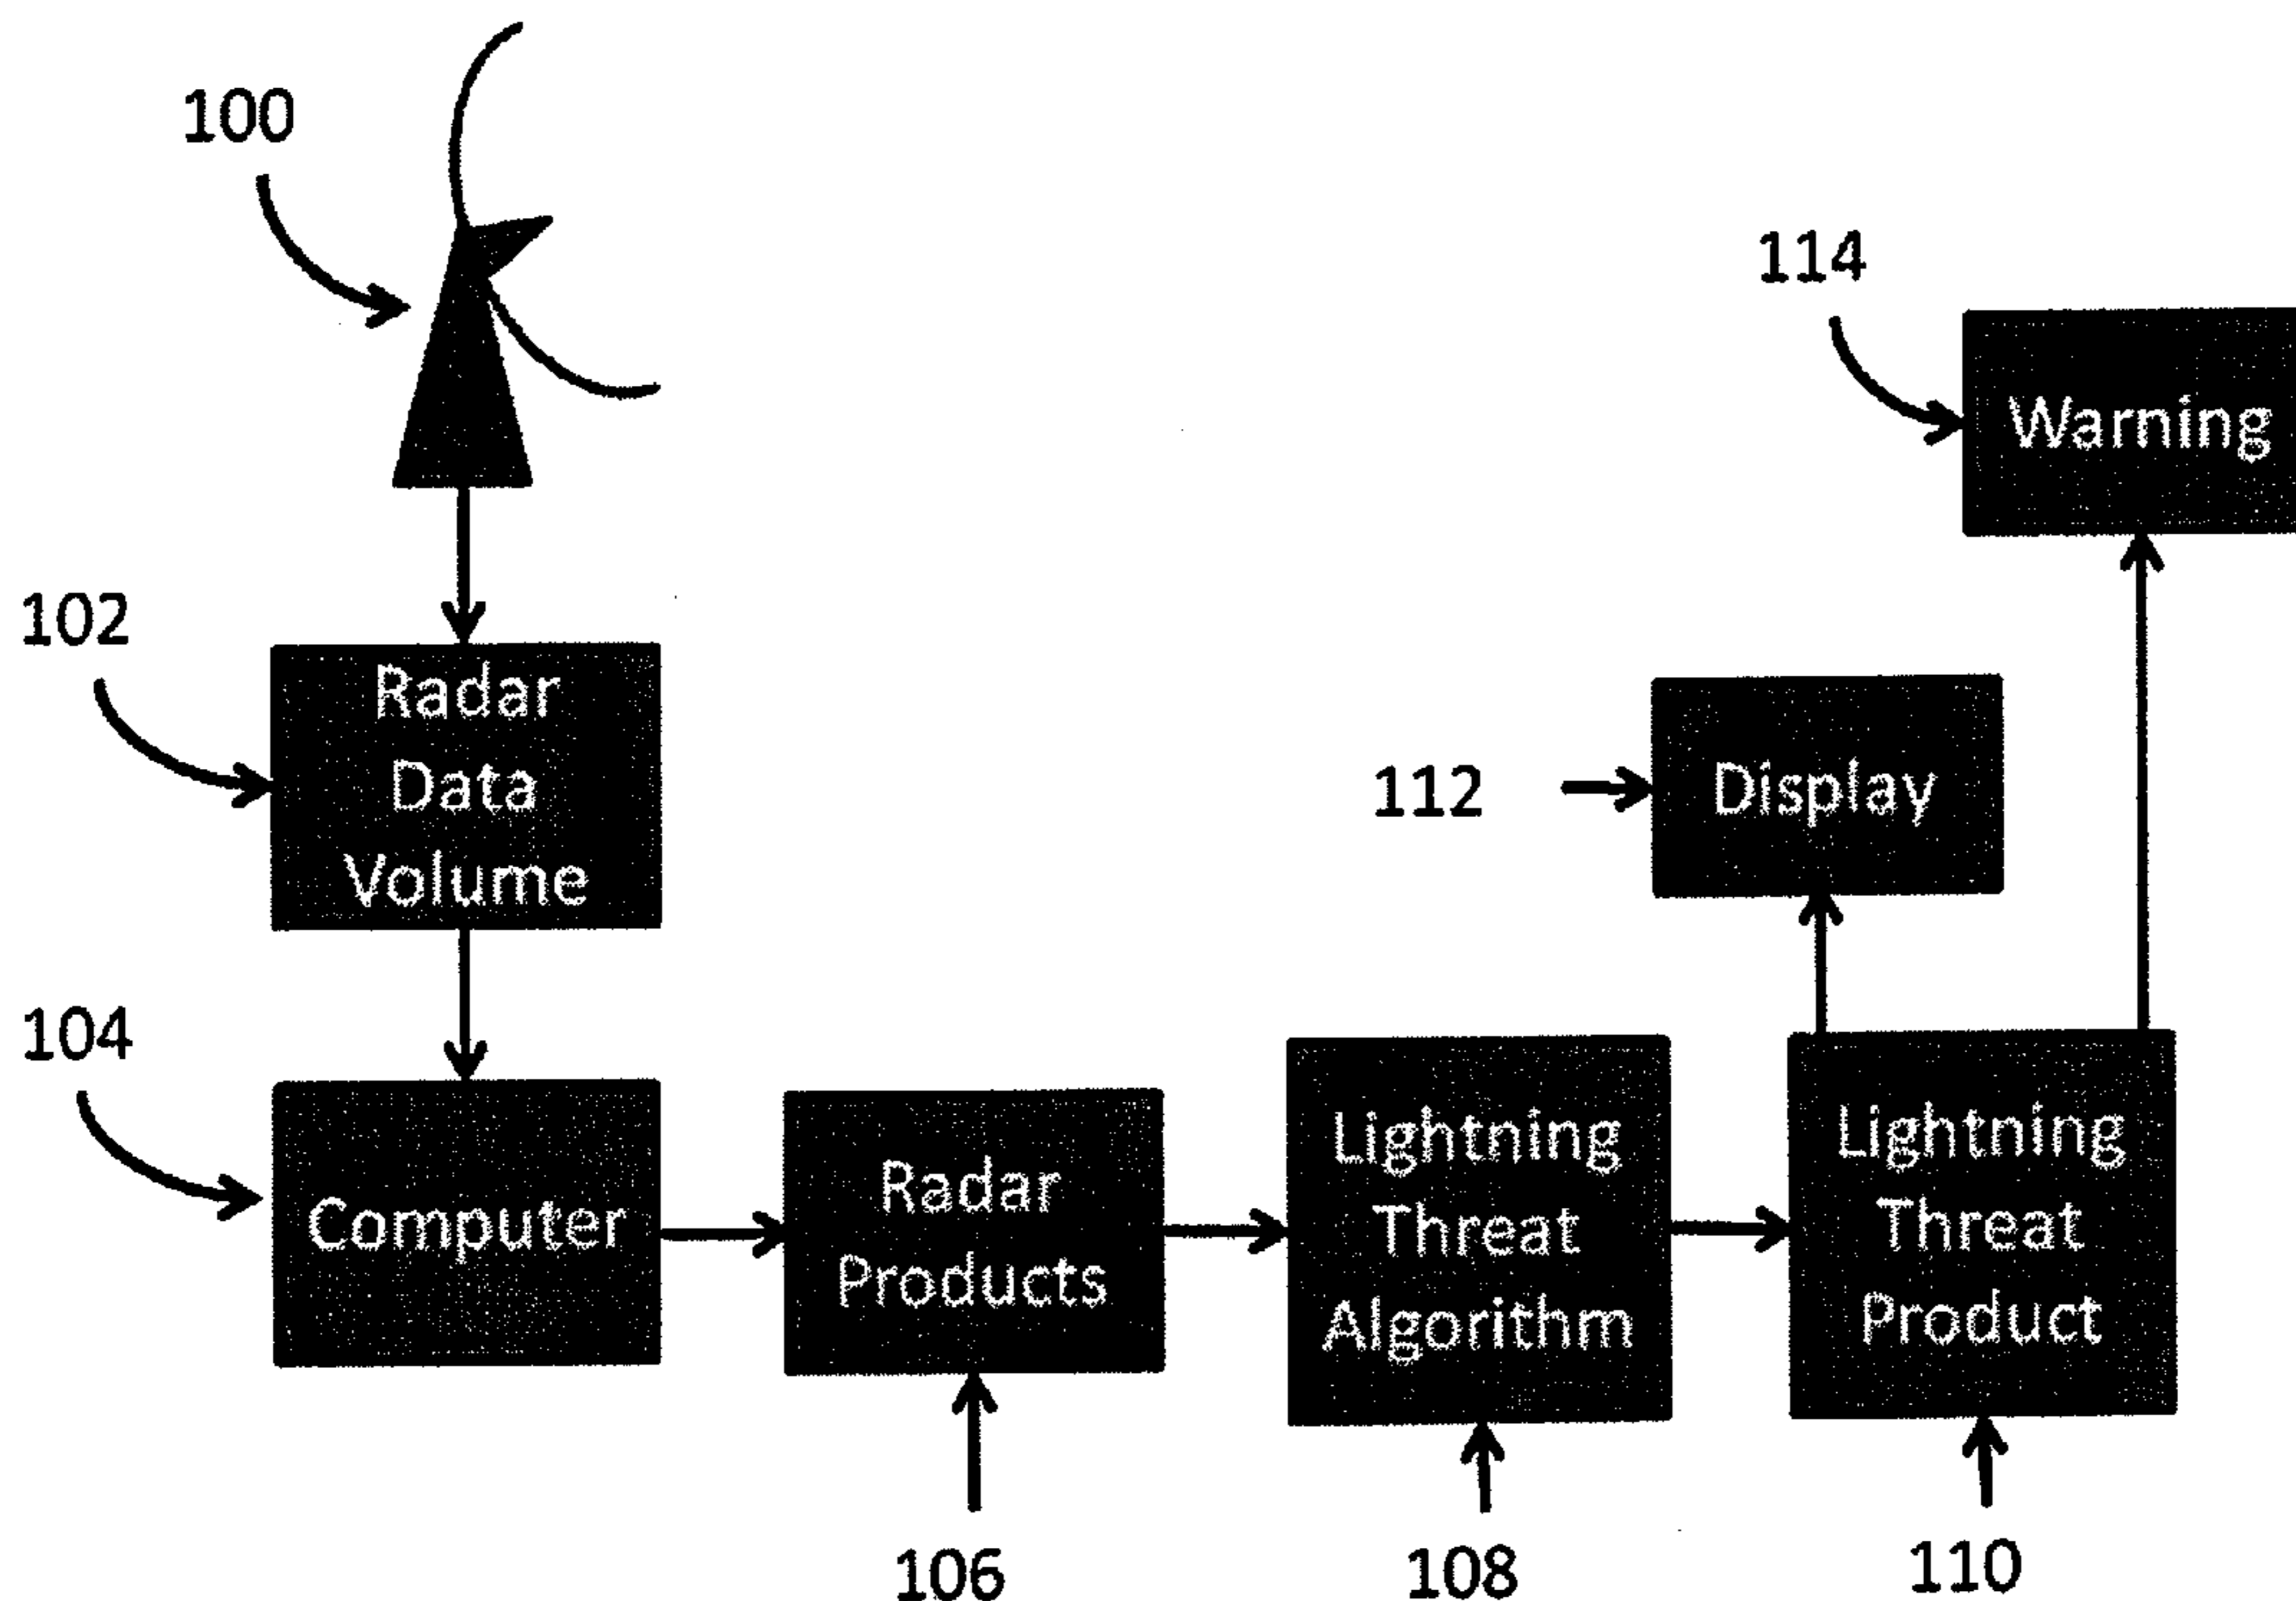 100
114
Warning
102
Radar
Data
Volume
112
Display
104
Computer
Radar
Products
Lightning
Threat
Algorithm
Lightning
Threat
Product
106
108
110